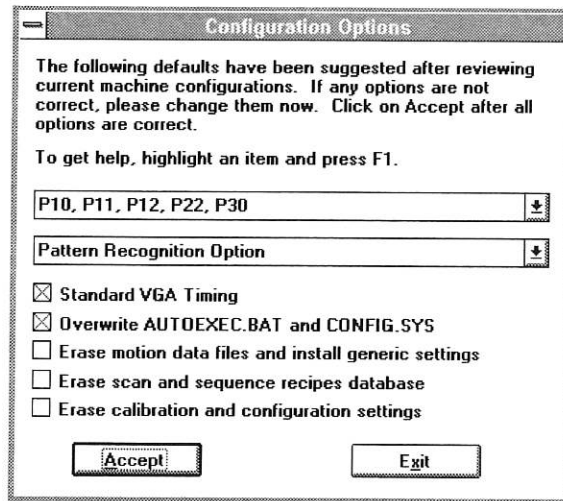 Configuration Options
The following defaults have been suggested after reviewing
current machine configurations. If any options are not
correct, please change them now. Click on Accept after all
options are correct.
To get help, highlight an item and press F1.
P10, P11, P12, P22, P30
Pattern Recognition Option
Standard VGA Timing
Overwrite AUTOEXEC.BAT and CONFIG.SYS
Erase motion data files and install generic settings
Erase scan and sequence recipes database
Erase calibration and configuration settings
Accept Exit